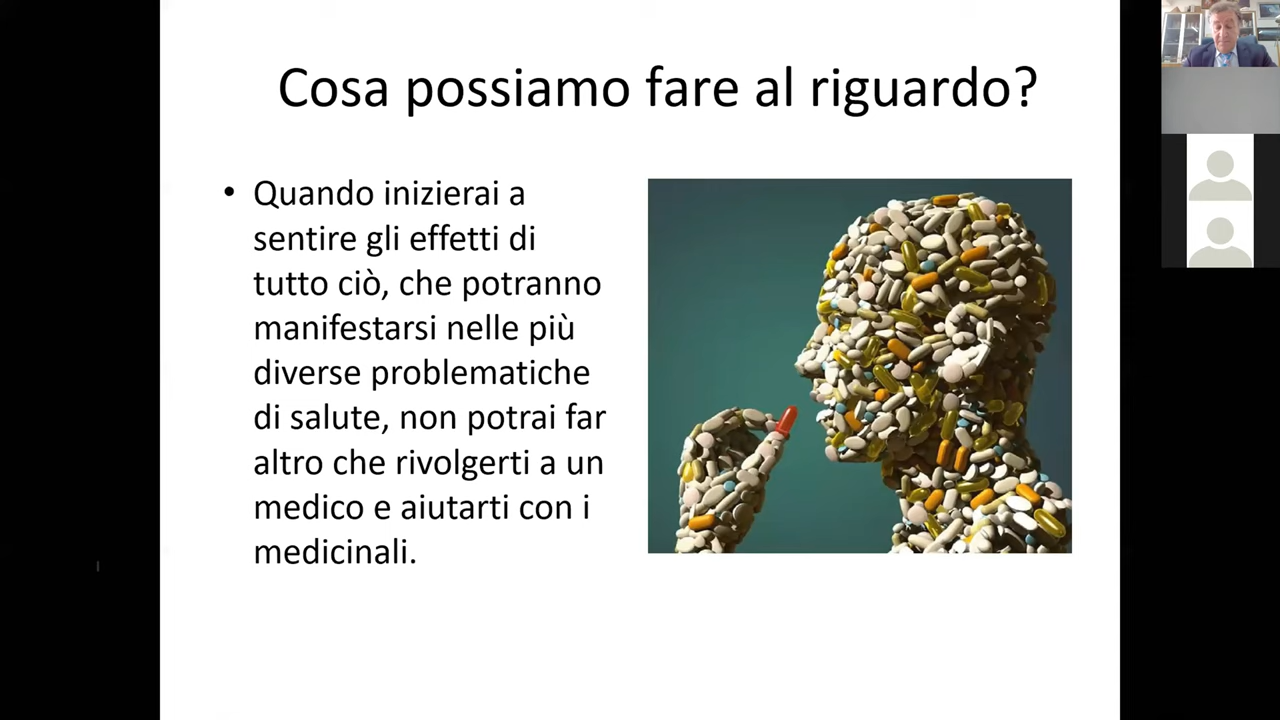 Cosa possiamo fare al riguardo?
• Quando inizierai a
sentire gli effetti di
tutto ciò, che potranno
manifestarsi nelle più
diverse problematiche
di salute, non potrai far
altro che rivolgerti a un
medico e aiutarti con i
medicinali.